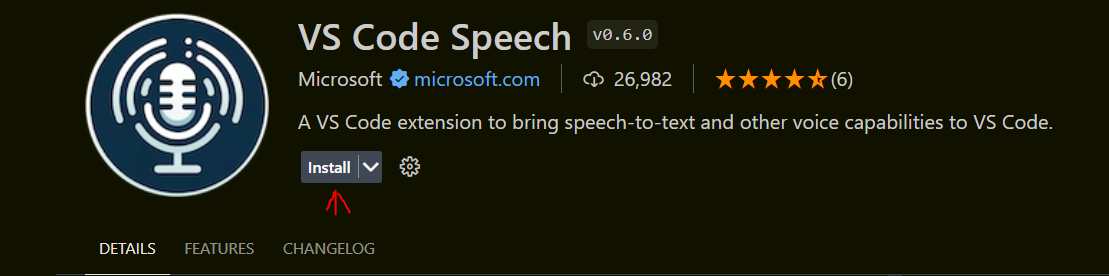 VS Code Speech v0.6.0
Microsoft microsoft.com 26,982 (6)
A VS Code extension to bring speech-to-text and other voice capabilities to VS Code.
Install
DETAILS FEATURES CHANGELOG